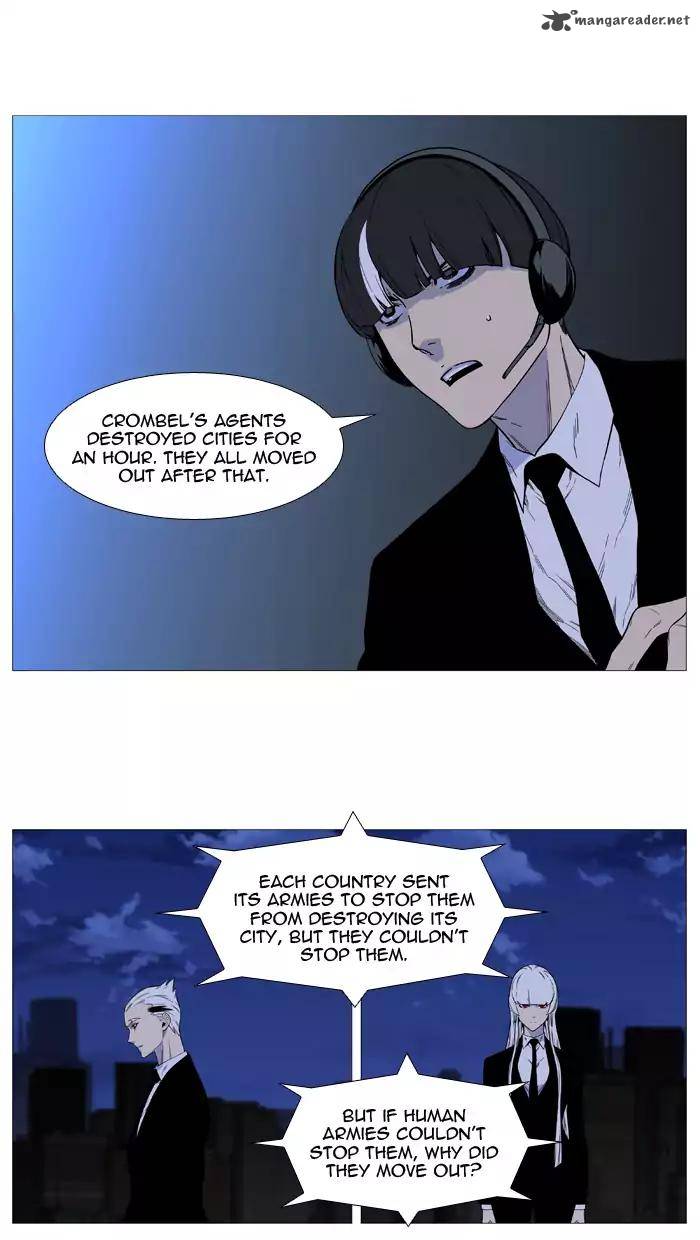 mangareader.net
CROMBEL'S AGENTS
DESTROYED CITIES FOR
AN HOUR. THEY ALL MOVED
OUT AFTER THAT.
EACH COUNTRY SENT
ITS ARMIES TO STOP THEM
FROM DESTROYING ITS
CITY, BUT THEY COULDN'T
STOP THEM.
BUT IF HUMAN
ARMIES COULDN'T
STOP THEM, WHY DID
THEY MOVE OUT?